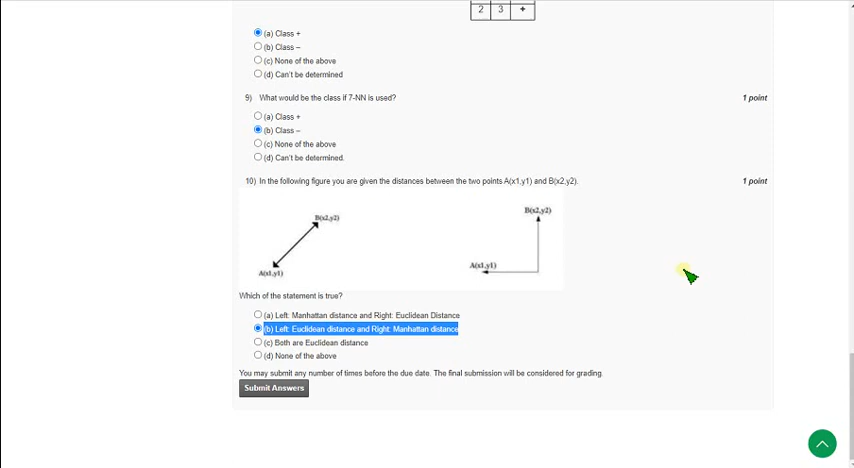 2 3 +
(a) Class +
(b) Class –
(c) None of the above
(d) Can't be determined
9) What would be the class if 7-NN is used? 1 point
(a) Class +
(b) Class –
(c) None of the above
(d) Can't be determined.
10) In the following figure you are given the distances between the two points A(x1,y1) and B(x2,y2). 1 point
B(x2,y2) B(x2,y2)
A(x1,y1) A(x1,y1)
Which of the statement is true?
(a) Left: Manhattan distance and Right: Euclidean Distance
(b) Left: Euclidean distance and Right: Manhattan distance
(c) Both are Euclidean distance
(d) None of the above
You may submit any number of times before the due date. The final submission will be considered for grading.
Submit Answers